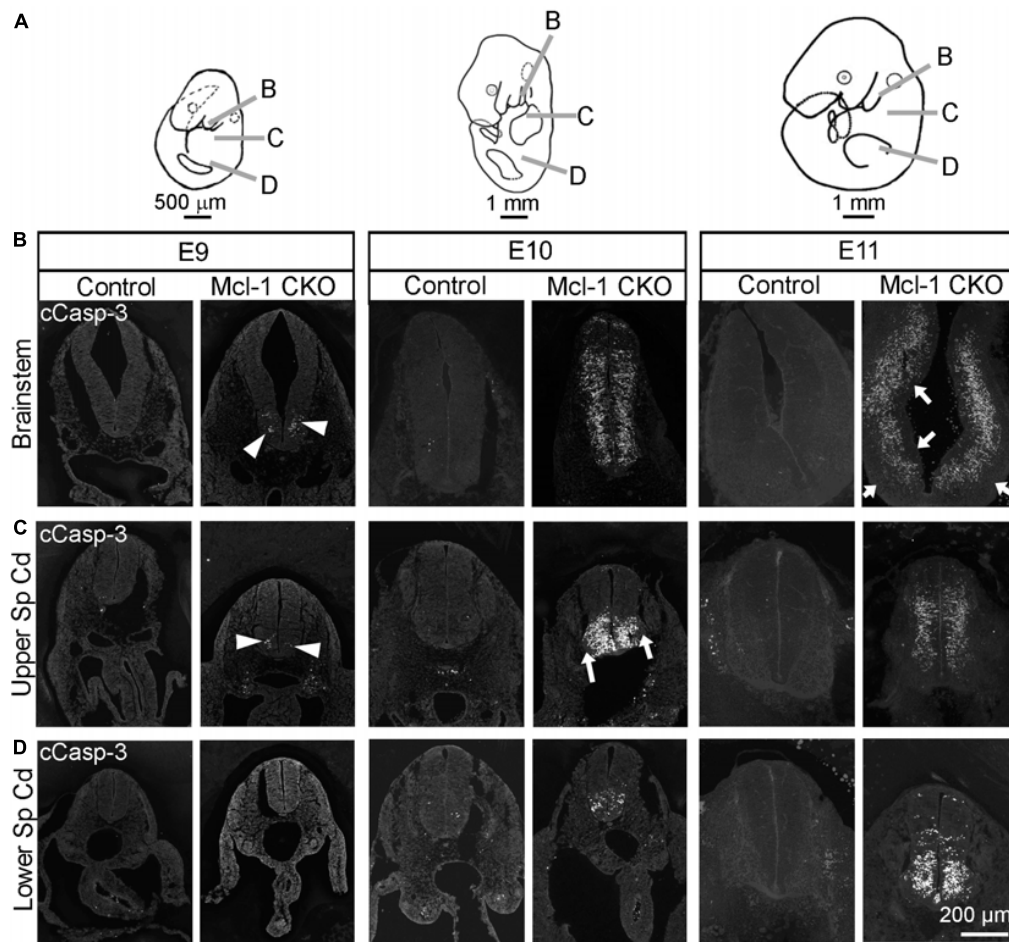 A
B
C
D
500 μm
B
C
D
1 mm
B
C
D
1 mm
B
E9
E10
E11
Control
Mcl-1 CKO
Control
Mcl-1 CKO
Control
Mcl-1 CKO
Brainstem
cCasp-3
C
Upper Sp Cd
cCasp-3
D
Lower Sp Cd
cCasp-3
200 μm